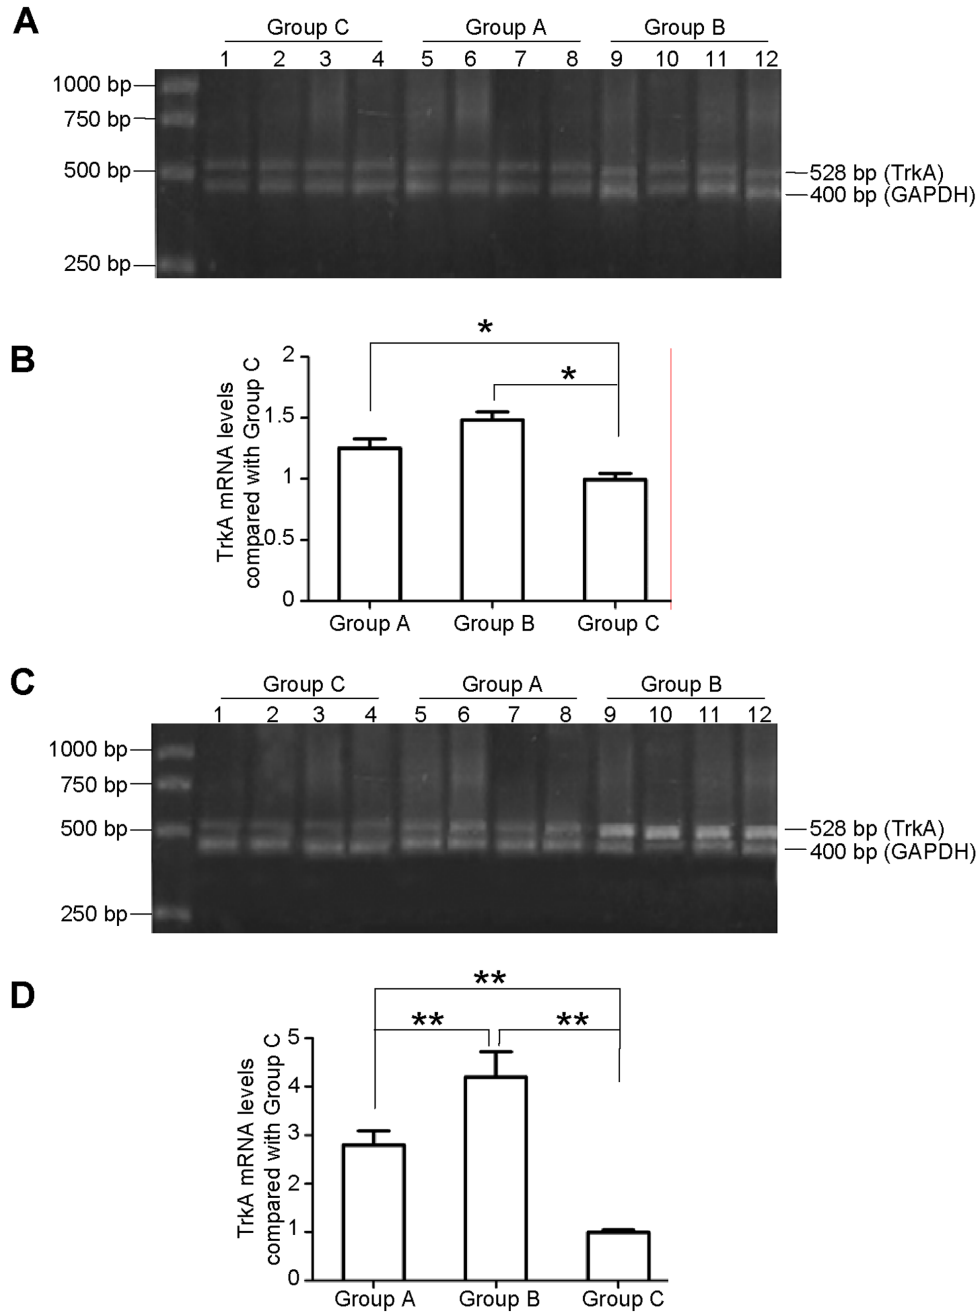 A
Group C Group A Group B
1 2 3 4 5 6 7 8 9 10 11 12
1000 bp
750 bp
500 bp
250 bp
528 bp (TrkA)
400 bp (GAPDH)
B
TrkA mRNA levels
compared with Group C
2
1.5
1
0.5
0
*
*
Group A Group B Group C
C
Group C Group A Group B
1 2 3 4 5 6 7 8 9 10 11 12
1000 bp
750 bp
500 bp
250 bp
528 bp (TrkA)
400 bp (GAPDH)
D
TrkA mRNA levels
compared with Group C
5
4
3
2
1
0
**
** **
Group A Group B Group C